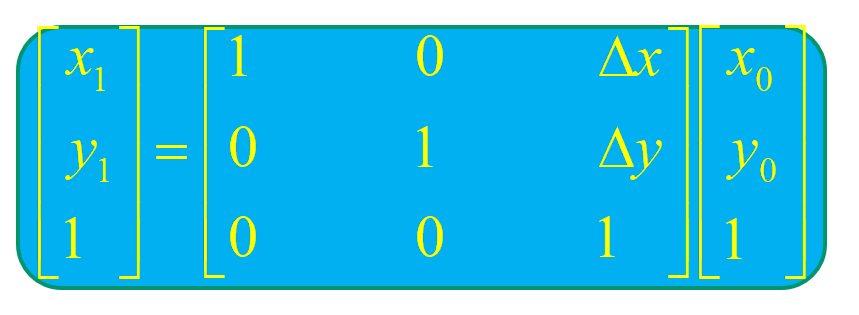 [x₁] [1 0 Δx] [x₀]
[y₁] = [0 1 Δy] [y₀]
[1] [0 0 1] [1]